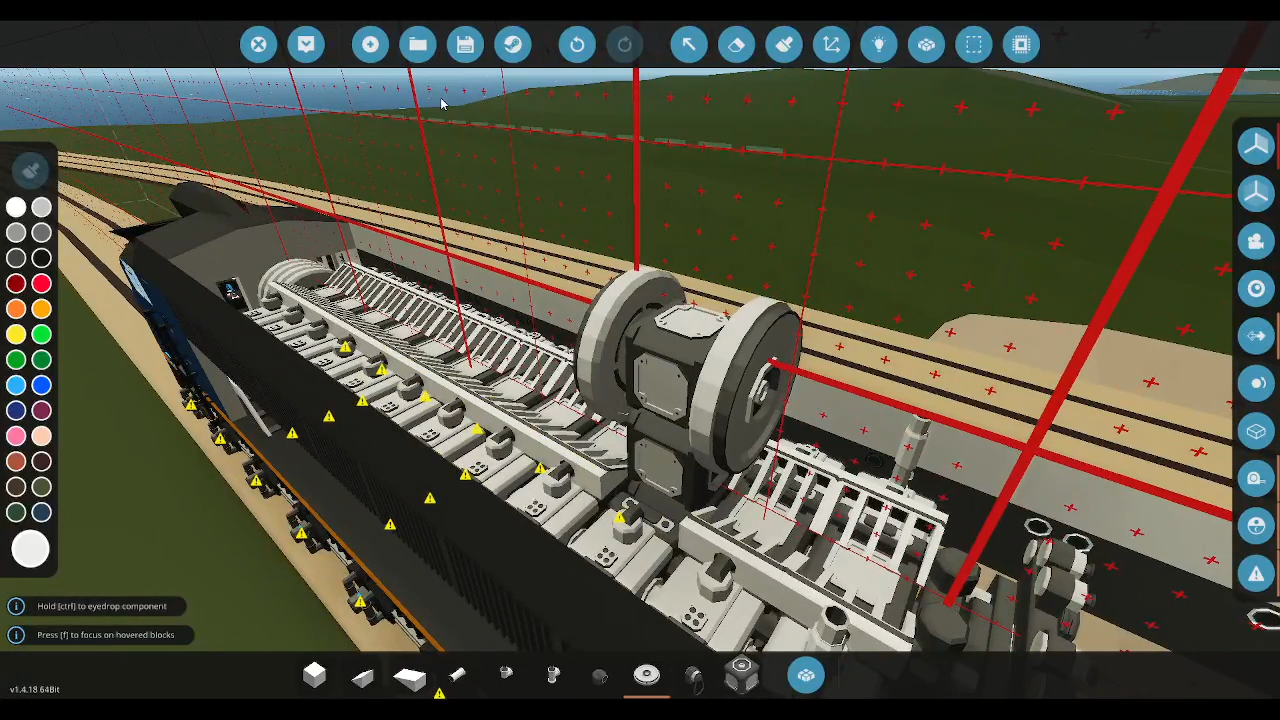 Hold [ctrl] to eyedrop component
Press [f] to focus on hovered blocks
v1.4.18 64Bit